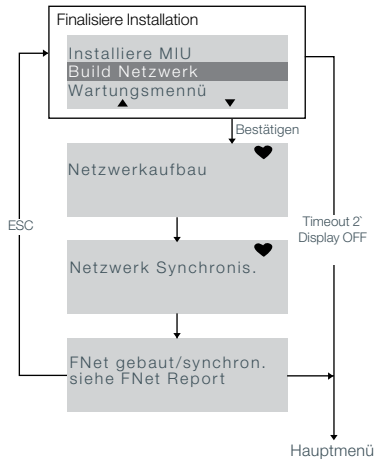 Finalisiere Installation
Installiere MIU
Build Netzwerk
Wartungsmennü
Bestätigen
Netzwerkaufbau
ESC
Timeout 2`
Display OFF
Netzwerk Synchronis.
FNet gebaut/synchron.
siehe FNet Report
Hauptmenü